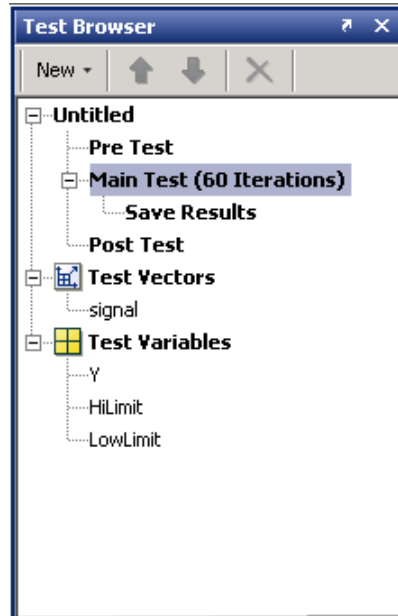 Test Browser
New
Untitled
Pre Test
Main Test (60 Iterations)
Save Results
Post Test
Test Vectors
signal
Test Variables
Y
HiLimit
LowLimit